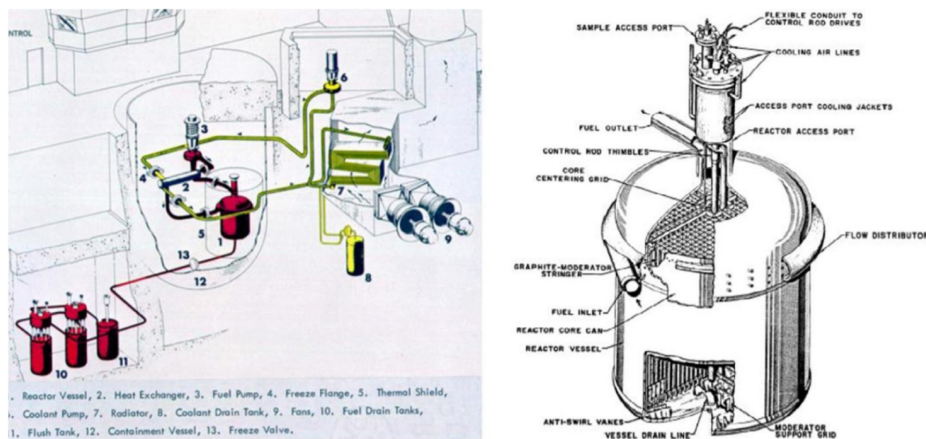 NTROL
6
3
4
2
7
5
1
9
13
8
12
11
10
. Reactor Vessel, 2. Heat Exchanger, 3. Fuel Pump, 4. Freeze Flange, 5. Thermal Shield,
. Coolant Pump, 7. Radiator, 8. Coolant Drain Tank, 9. Fans, 10. Fuel Drain Tanks,
1. Flush Tank, 12. Containment Vessel, 13. Freeze Valve.
FLEXIBLE CONDUIT TO
CONTROL ROD DRIVES
SAMPLE ACCESS PORT
COOLING AIR LINES
ACCESS PORT COOLING JACKETS
FUEL OUTLET
REACTOR ACCESS PORT
CONTROL ROD THIMBLES
CORE
CENTERING GRID
FLOW DISTRIBUTOR
GRAPHITE-MODERATOR
STRINGER
FUEL INLET
REACTOR CORE CAN
REACTOR VESSEL
ANTI-SWIRL VANES
VESSEL DRAIN LINE
MODERATOR
SUPPORT GRID